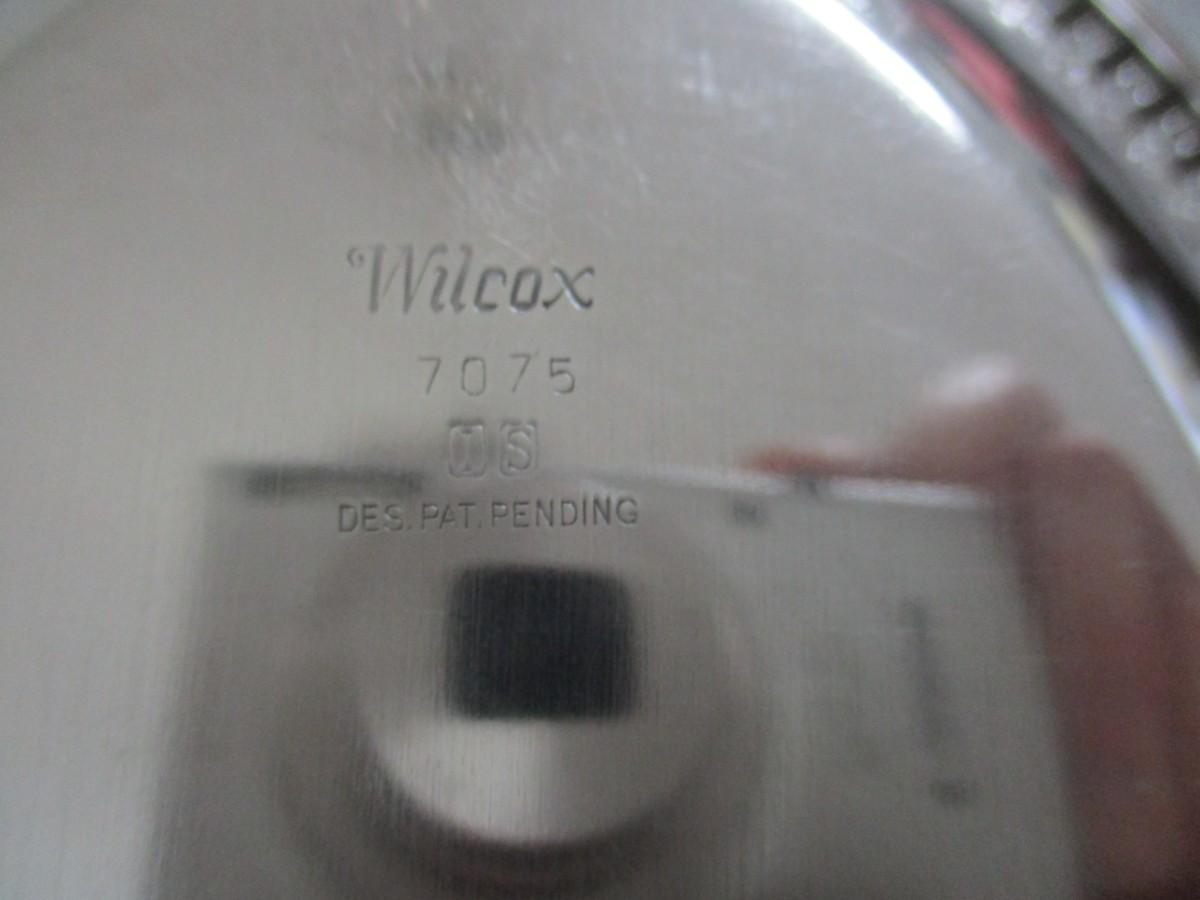 Wilcox
7075
IS
DES. PAT. PENDING